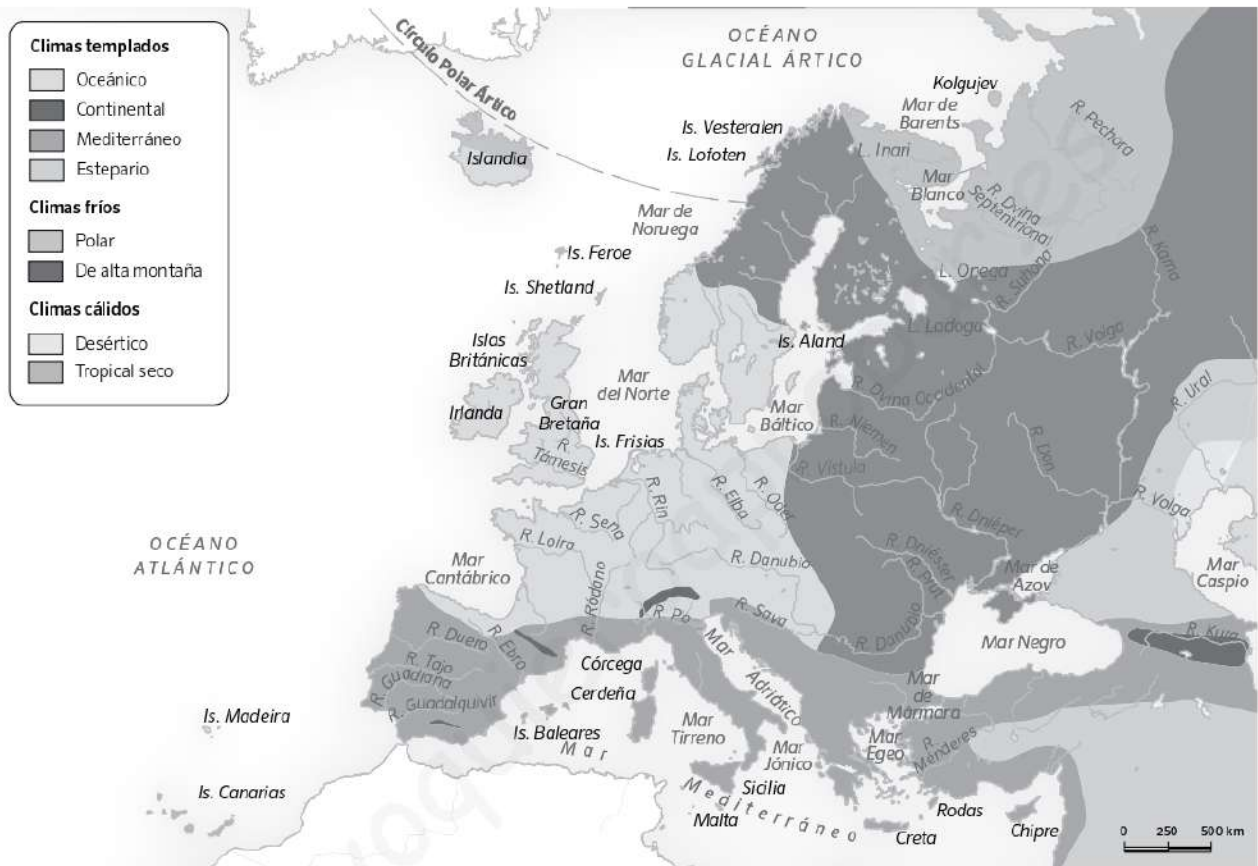 Climas templados
Oceánico
Continental
Mediterráneo
Estepario
Climas fríos
Polar
De alta montaña
Climas cálidos
Desértico
Tropical seco
OCÉANO
GLACIAL ÁRTICO
Círculo Polar Ártico
Kolgujev
Mar de
Barents
R. Pechora
Is. Vesteralen
Is. Lofoten
L. Inari
Islandia
Mar
Blanco
R. Dvina
Septentrional
Mar de
Noruega
Is. Feroe
R. Kama
L. Onega
R. Suhona
Is. Shetland
L. Ladoga
R. Volga
Is. Aland
Islas
Británicas
Mar
del Norte
R. Dvina Occidental
R. Ural
Irlanda
Gran
Bretaña
Mar
Báltico
R. Niemen
R. Don
Is. Frisias
R.
Támesis
R. Vístula
R. Rin
R. Elba
R. Oder
R. Volga
R. Sena
R. Dniéper
OCÉANO
ATLÁNTICO
R. Loira
R. Danubio
R. Dniéster
Mar
Cantábrico
R. Prut
Mar de
Azov
Mar
Caspio
R. Ródano
R. Po
R. Sava
R. Danubio
Mar Negro
R. Kura
R. Duero
R. Ebro
Mar
Adriático
R. Tajo
R. Guadiana
Córcega
Cerdeña
R. Guadalquivir
Mar
de
Mármara
Is. Madeira
Is. Baleares
Mar
Tirreno
Mar
Jónico
Mar
Egeo
R.
Menderes
Mar
Mediterráneo
Is. Canarias
Sicilia
Malta
Rodas
Creta
Chipre
0 250 500 km